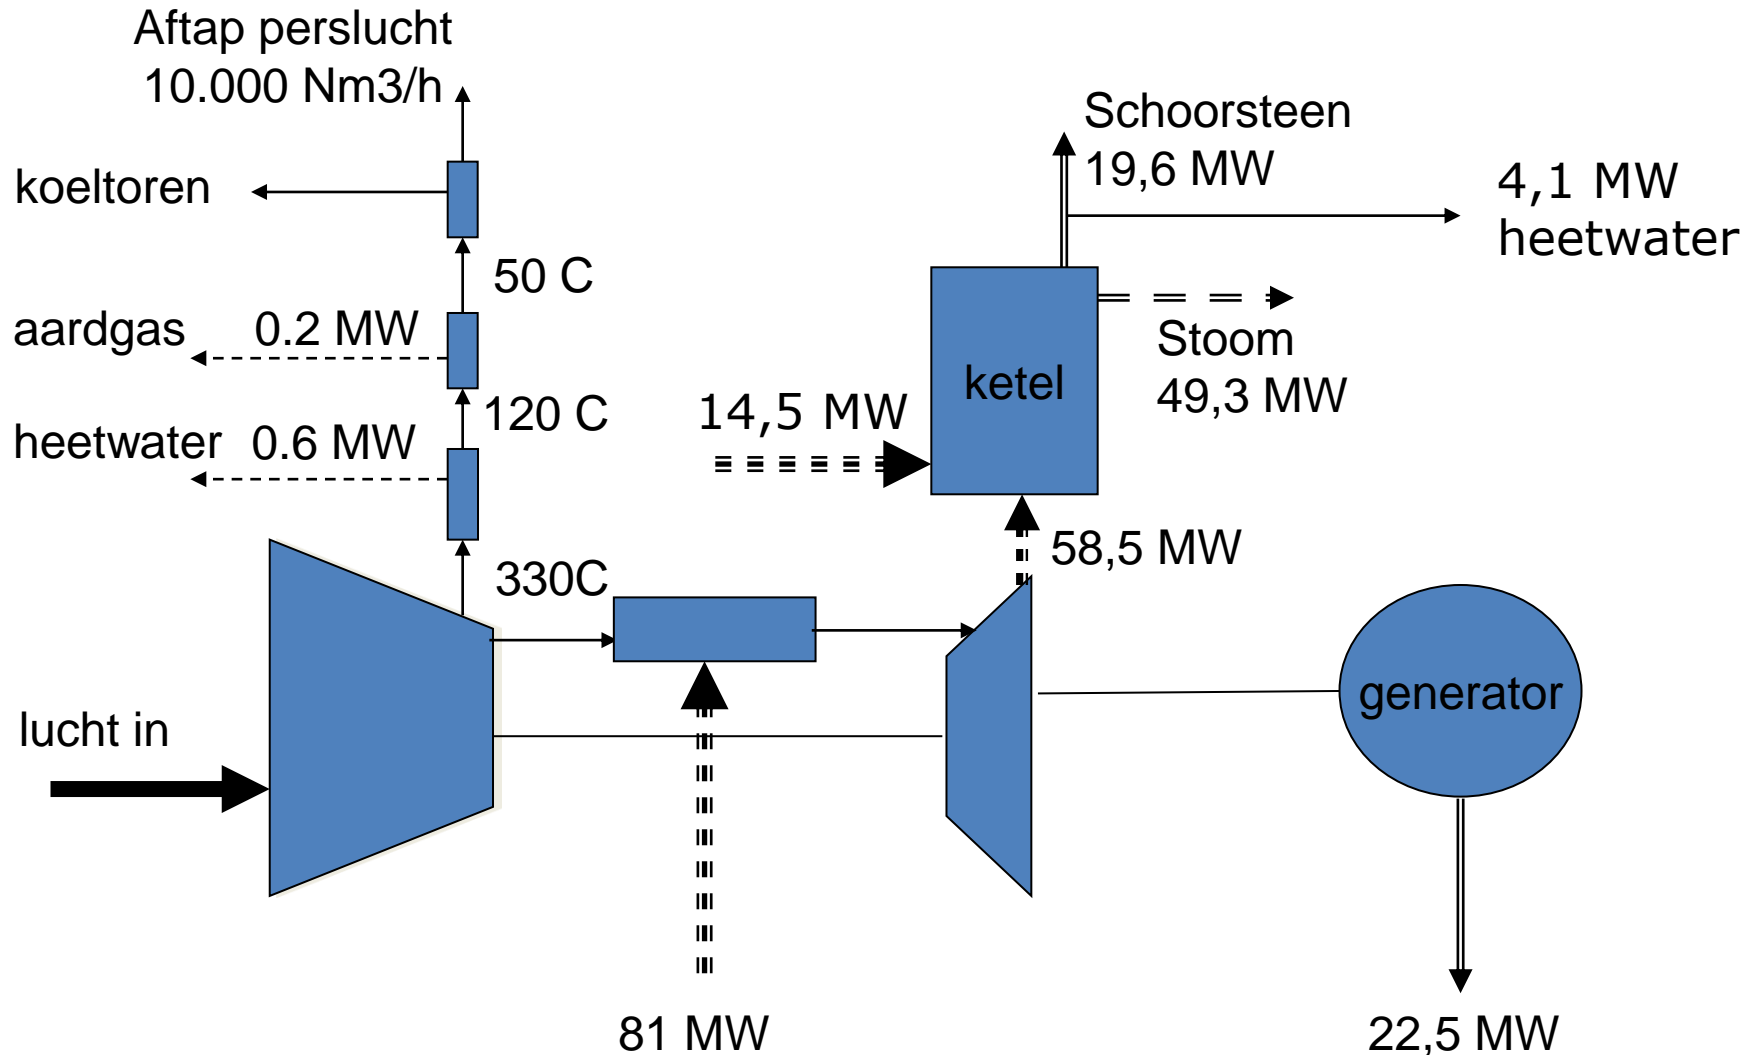 Aftap perslucht
10.000 Nm3/h
Schoorsteen
19,6 MW
4,1 MW
heetwater
koeltoren
50 C
aardgas
0.2 MW
Stoom
49,3 MW
ketel
120 C
14,5 MW
heetwater
0.6 MW
58,5 MW
330C
generator
lucht in
81 MW
22,5 MW